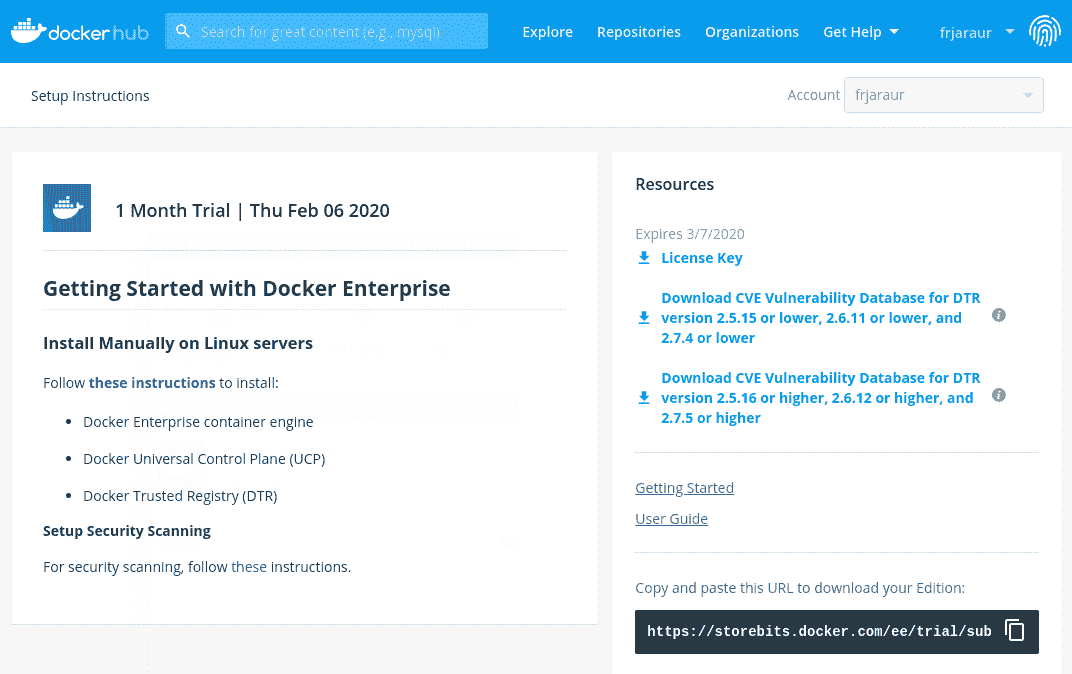 docker hub
Search for great content (e.g., mysql)
Explore
Repositories
Organizations
Get Help
frjaraur
Setup Instructions
Account
frjaraur
1 Month Trial | Thu Feb 06 2020
Getting Started with Docker Enterprise
Install Manually on Linux servers
Follow these instructions to install:
• Docker Enterprise container engine
• Docker Universal Control Plane (UCP)
• Docker Trusted Registry (DTR)
Setup Security Scanning
For security scanning, follow these instructions.
Resources
Expires 3/7/2020
License Key
Download CVE Vulnerability Database for DTR
version 2.5.15 or lower, 2.6.11 or lower, and
2.7.4 or lower
Download CVE Vulnerability Database for DTR
version 2.5.16 or higher, 2.6.12 or higher, and
2.7.5 or higher
Getting Started
User Guide
Copy and paste this URL to download your Edition:
https://storebits.docker.com/ee/trial/sub